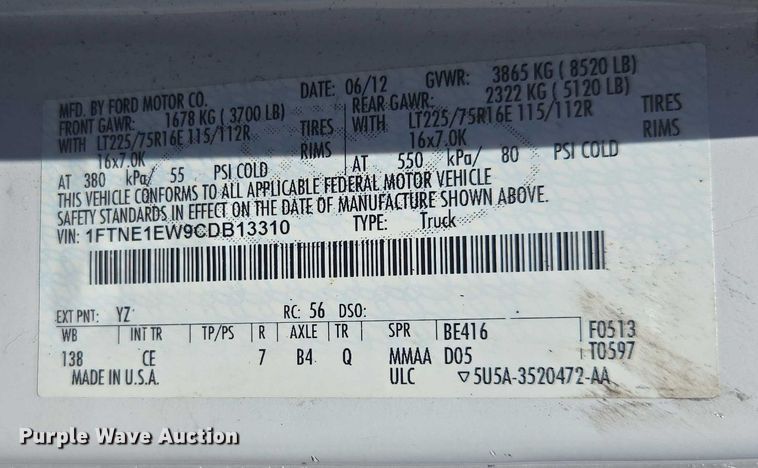 MFD. BY FORD MOTOR CO.
DATE: 06/12 GVWR: 3865 KG ( 8520 LB)
FRONT GAWR: 1678 KG ( 3700 LB) REAR GAWR: 2322 KG ( 5120 LB)
WITH LT225/75R16E 115/112R TIRES LT225/75R16E 115/112R TIRES
16x7.0K RIMS WITH 16x7.0K RIMS
AT 380 kPa/ 55 PSI COLD AT 550 kPa/ 80 PSI COLD
THIS VEHICLE CONFORMS TO ALL APPLICABLE FEDERAL MOTOR VEHICLE
SAFETY STANDARDS IN EFFECT ON THE DATE OF MANUFACTURE SHOWN ABOVE.
VIN: 1FTNE1EW9CDB13310 TYPE: Truck
EXT PNT: YZ RC: 56 DSO:
WB INT TR TP/PS R AXLE TR SPR BE416 F0513
138 CE 7 B4 Q MMAA D05 T0597
MADE IN U.S.A. ULC ▽5U5A-3520472-AA
Purple Wave Auction